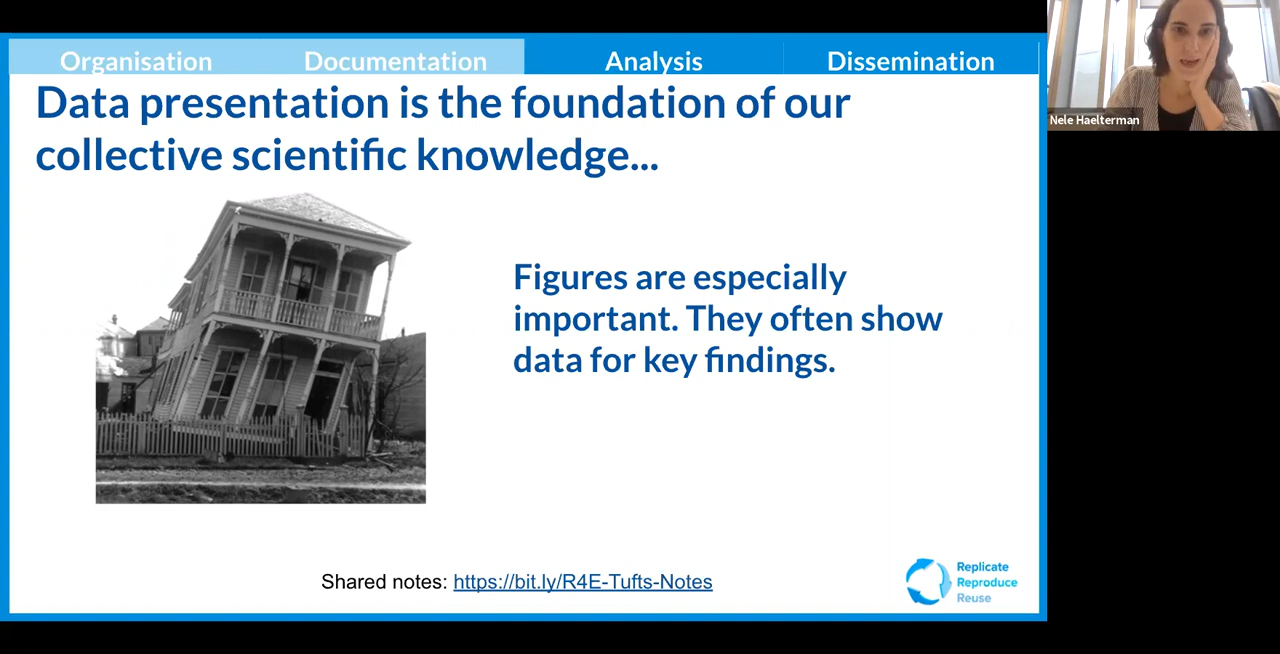 Organisation Documentation Analysis Dissemination
Data presentation is the foundation of our
collective scientific knowledge...
Figures are especially
important. They often show
data for key findings.
Shared notes: https://bit.ly/R4E-Tufts-Notes
Replicate
Reproduce
Reuse
Nele Haelterman